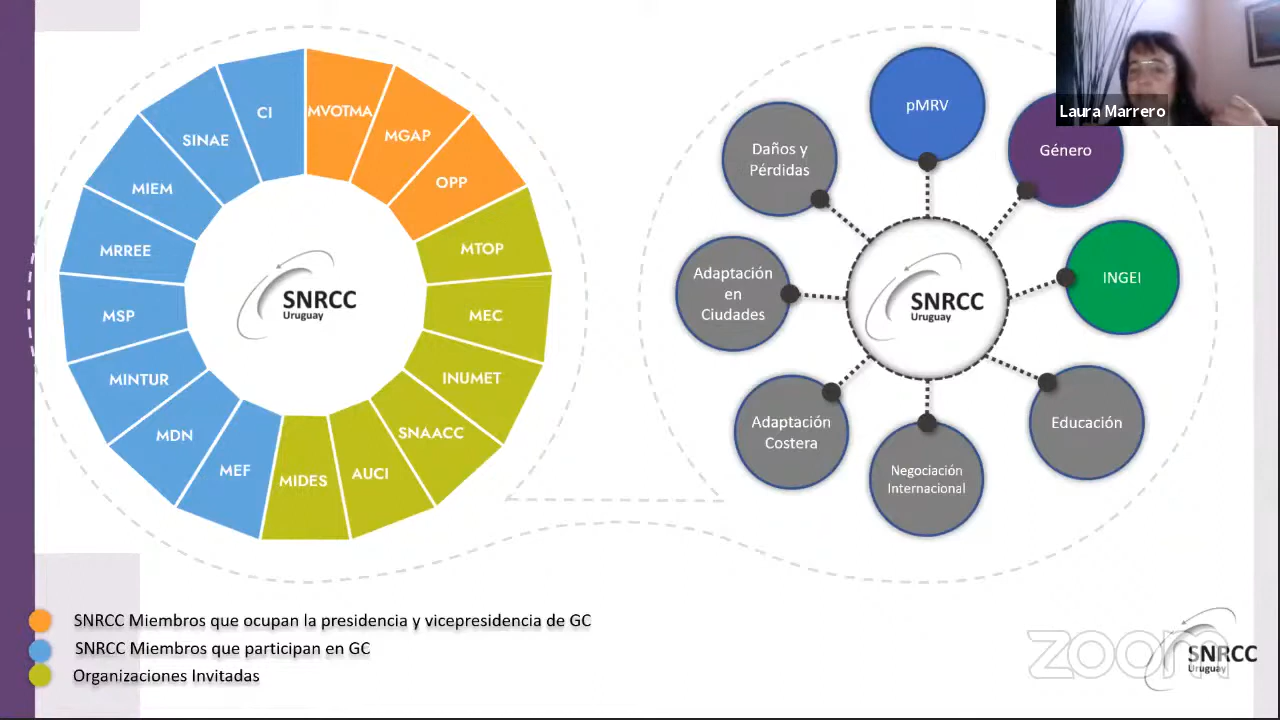 CI
MVOTMA
MGAP
OPP
SINAE
MIEM
MRREE
MSP
MINTUR
MDN
MEF
MIDES
AUCI
SNAACC
INUMET
MEC
MTOP
SNRCC
Uruguay
pMRV
Género
INGEI
Educación
Negociación
Internacional
Adaptación
Costera
Adaptación
en
Ciudades
Daños y
Pérdidas
SNRCC
Uruguay
Laura Marrero
SNRCC Miembros que ocupan la presidencia y vicepresidencia de GC
SNRCC Miembros que participan en GC
Organizaciones Invitadas
zoom
SNRCC
Uruguay